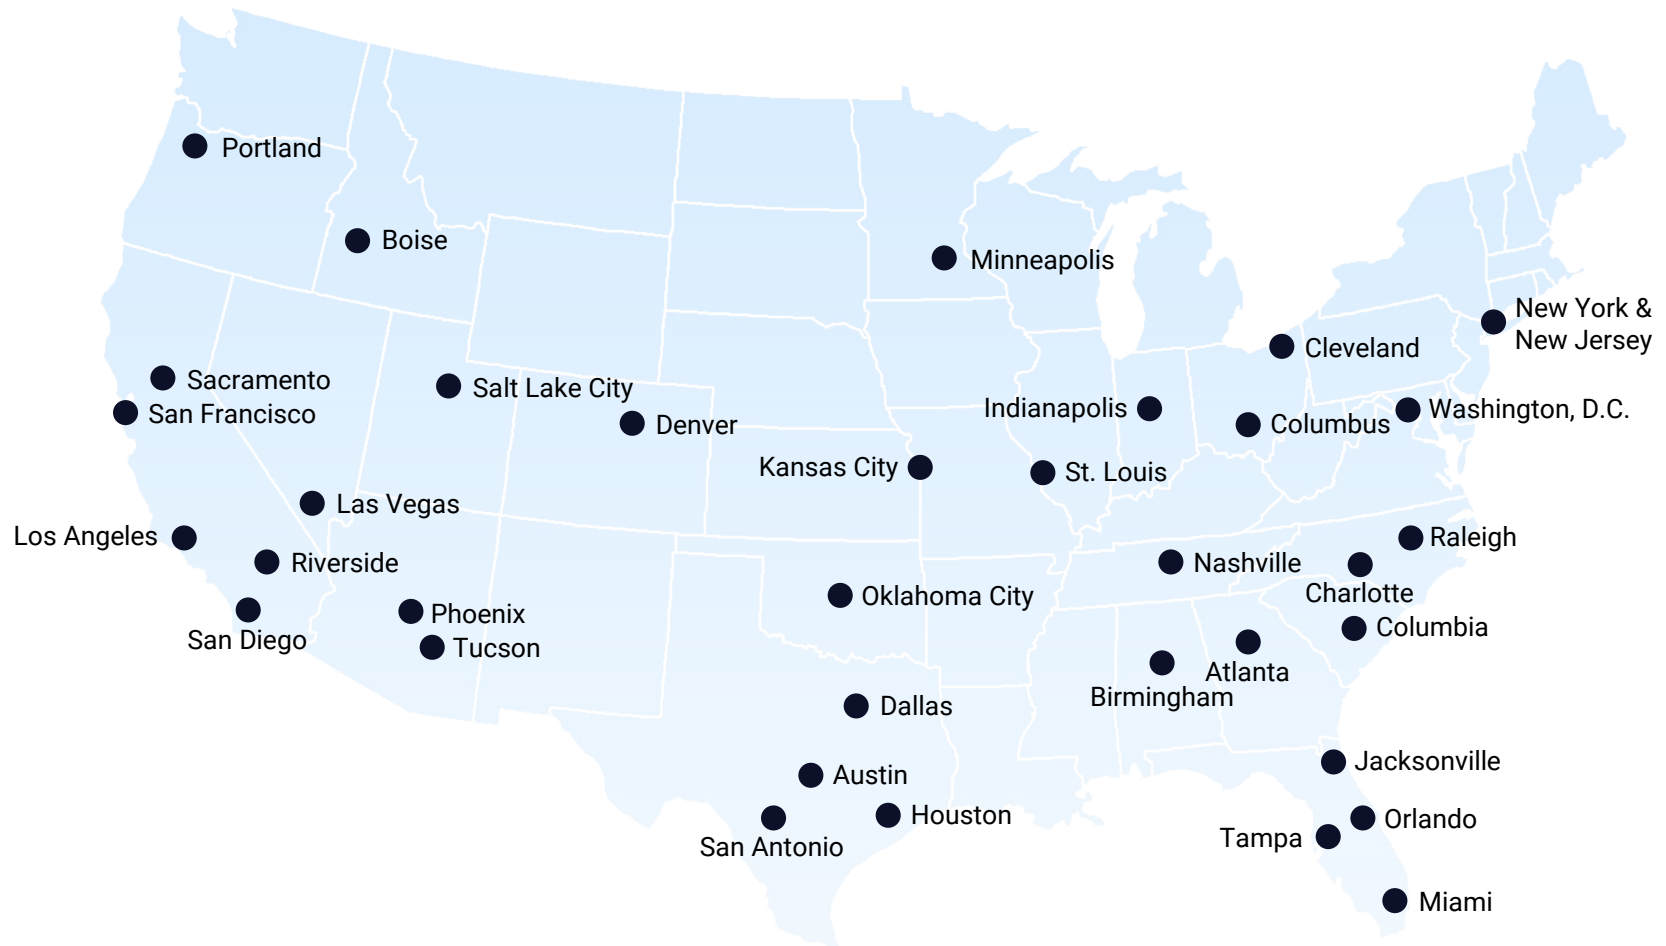 Portland
Boise
Minneapolis
New York &
New Jersey
Cleveland
Sacramento
San Francisco
Salt Lake City
Denver
Indianapolis
Columbus
Washington, D.C.
Kansas City
St. Louis
Las Vegas
Los Angeles
Riverside
Raleigh
Nashville
Charlotte
Oklahoma City
Phoenix
San Diego
Tucson
Columbia
Atlanta
Birmingham
Dallas
Jacksonville
Austin
Houston
Orlando
Tampa
San Antonio
Miami